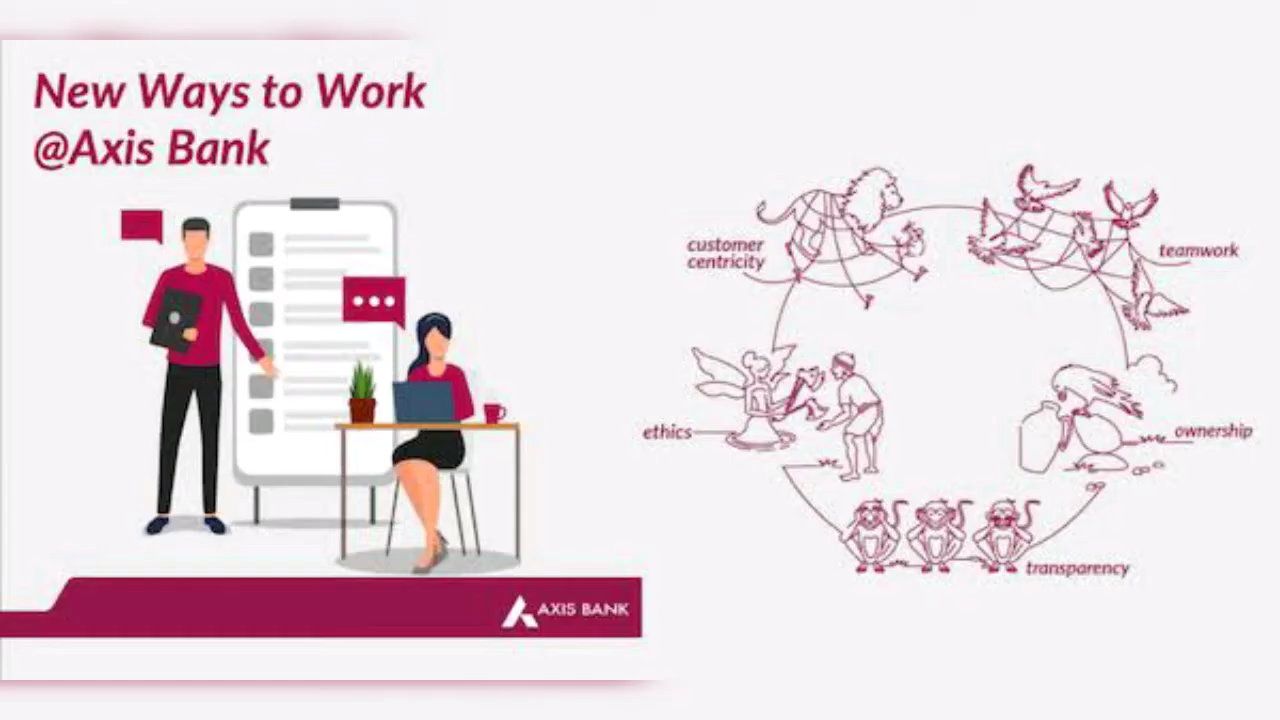 New Ways to Work
@Axis Bank
AXIS BANK
customer
centricity
teamwork
ethics
ownership
transparency